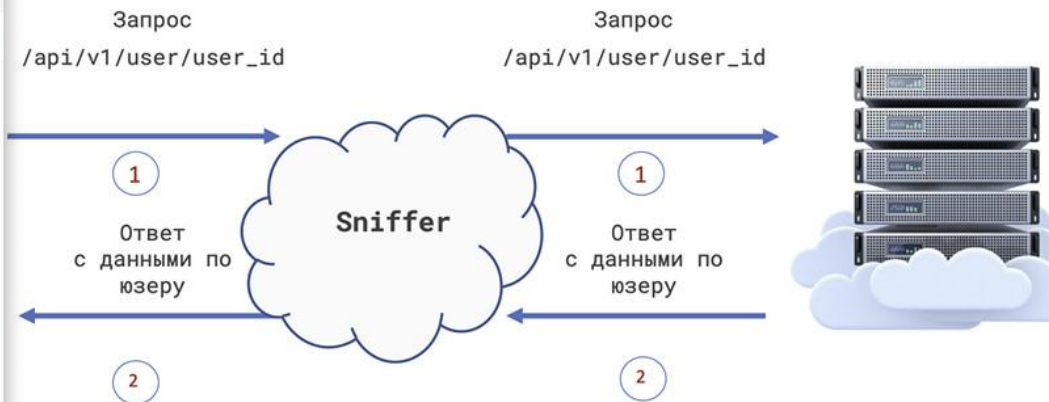 Запрос
/api/v1/user/user_id
Запрос
/api/v1/user/user_id
1
1
Sniffer
Ответ
с данными по
юзеру
Ответ
с данными по
юзеру
2
2